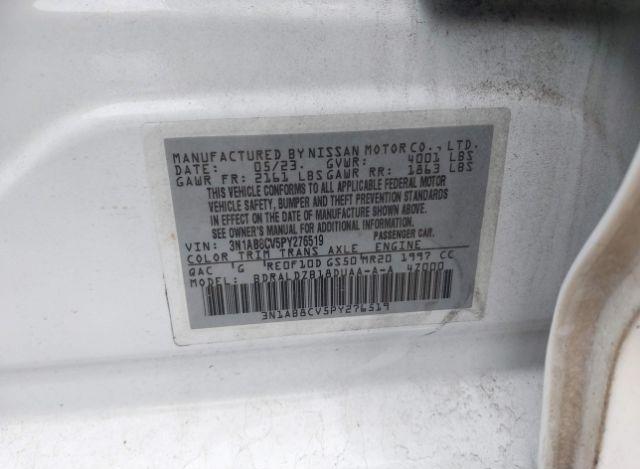 MANUFACTURED BY NISSAN MOTOR CO., LTD.
DATE: 05/23. GVWR: 4001 LBS
GAWR FR: 2161 LBS GAWR RR: 1863 LBS
THIS VEHICLE CONFORMS TO ALL APPLICABLE FEDERAL MOTOR
VEHICLE SAFETY, BUMPER AND THEFT PREVENTION STANDARDS
IN EFFECT ON THE DATE OF MANUFACTURE SHOWN ABOVE.
SEE OWNER'S MANUAL FOR ADDITIONAL INFORMATION.
VIN: 3N1AB8CV5PY276519 PASSENGER CAR.
COLOR TRIM TRANS AXLE ENGINE
QAC G REOF10D GS50 MR20 1997 CC
MODEL: BDRALDZB18DUAA-A-A 4Z000
3N1AB8CV5PY276519